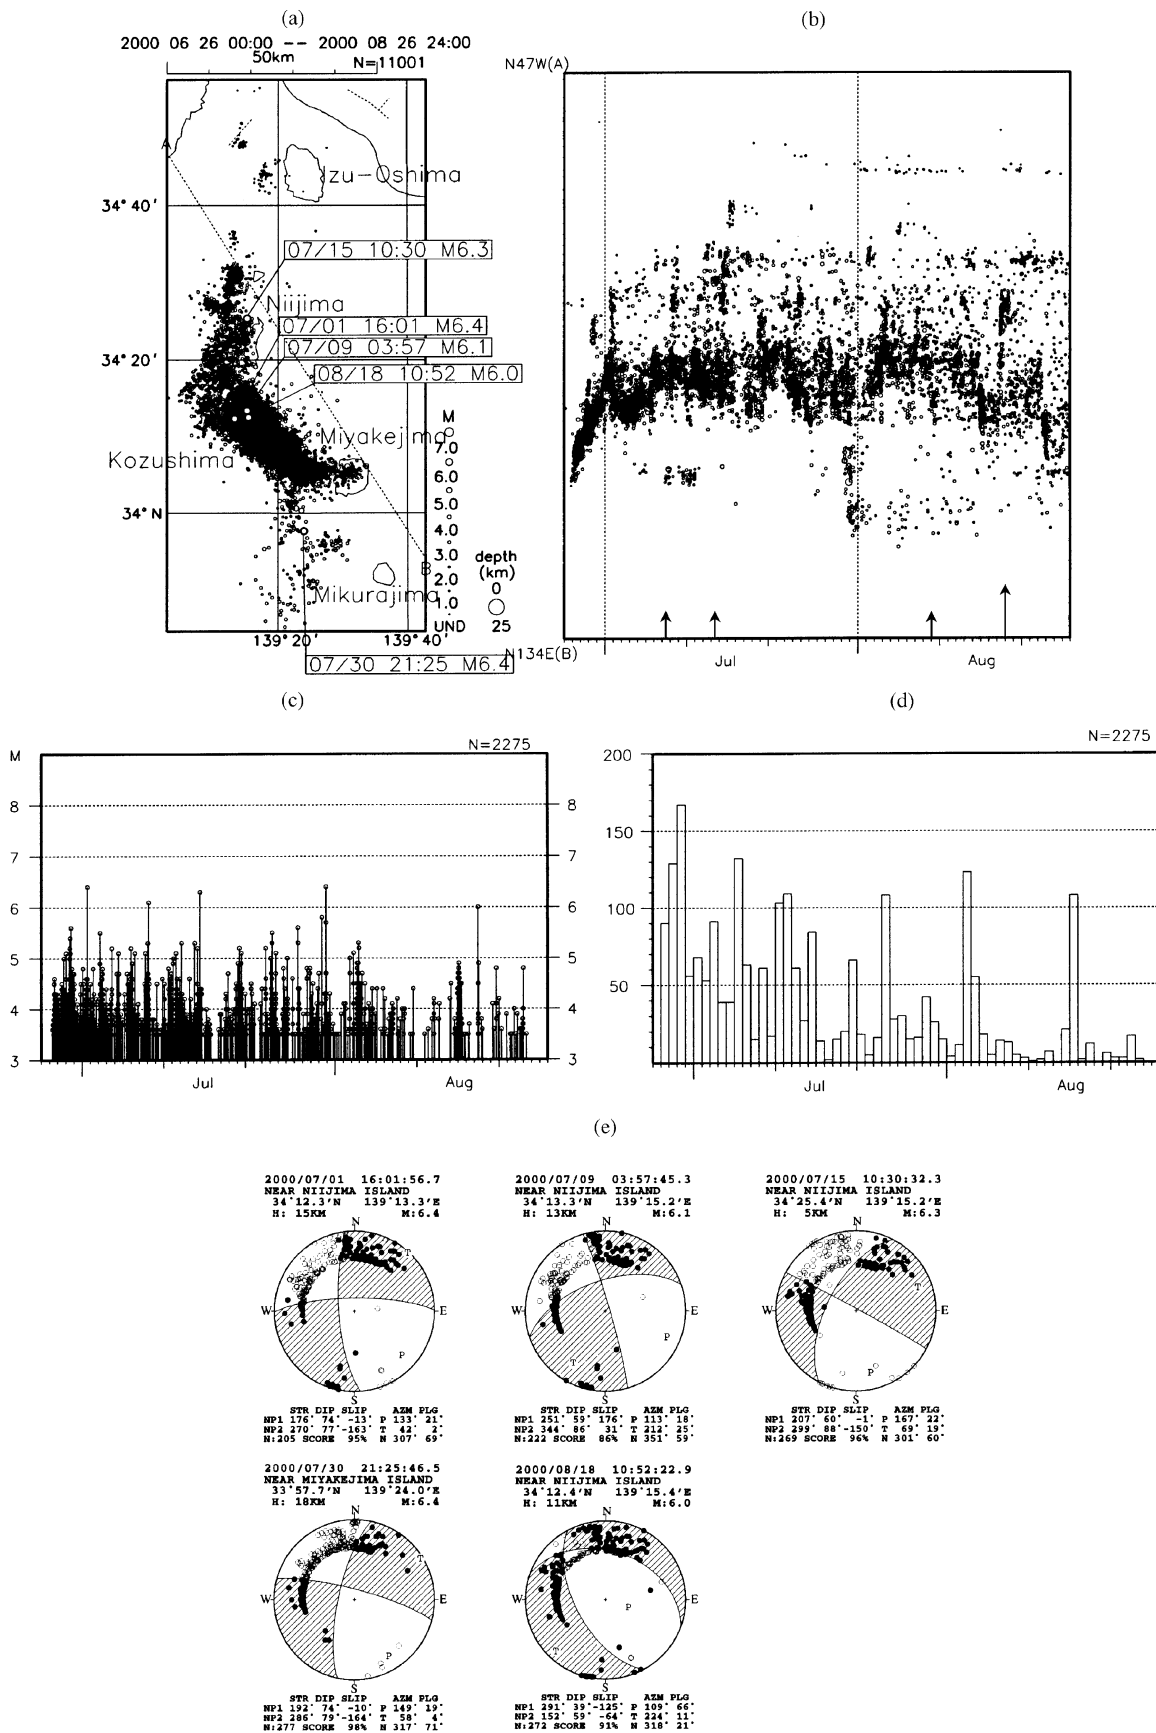 (a)
2000 06 26 00:00 -- 2000 08 26 24:00
50km
N=11001
A
Izu-Oshima
34° 40'
07/15 10:30 M6.3
Niijima
07/01 16:01 M6.4
07/09 03:57 M6.1
34° 20'
08/18 10:52 M6.0
M
Miyakejima
7.0
Kozushima
6.0
5.0
34° N
4.0
3.0
depth
(km)
B
2.0
0
Mikurajima
1.0
UND
25
139° 20'
139° 40'
07/30 21:25 M6.4
(b)
N47W(A)
N134E(B)
Jul
Aug
(c)
N=2275
M
8
8
7
7
6
6
5
5
4
4
3
3
Jul
Aug
(d)
N=2275
200
150
100
50
Jul
Aug
(e)
2000/07/01 16:01:56.7
NEAR NIIJIMA ISLAND
34°12.3'N 139°13.3'E
H: 15KM M:6.4
N
T
W
E
P
S
STR DIP SLIP AZM PLG
NP1 176° 74° -13° P 133° 21°
NP2 270° 77°-163° T 42° 2°
N:205 SCORE 95% N 307° 69°
2000/07/09 03:57:45.3
NEAR NIIJIMA ISLAND
34°13.3'N 139°15.2'E
H: 13KM M:6.1
N
W
E
P
T
S
STR DIP SLIP AZM PLG
NP1 251° 59° 176° P 113° 18°
NP2 344° 86° 31° T 212° 25°
N:222 SCORE 86% N 351° 59°
2000/07/15 10:30:32.3
NEAR NIIJIMA ISLAND
34°25.4'N 139°15.2'E
H: 5KM M:6.3
N
T
W
E
P
S
STR DIP SLIP AZM PLG
NP1 207° 60° -1° P 167° 22°
NP2 299° 88°-150° T 69° 19°
N:269 SCORE 96% N 301° 60°
2000/07/30 21:25:46.5
NEAR MIYAKEJIMA ISLAND
33°57.7'N 139°24.0'E
H: 18KM M:6.4
N
T
W
E
P
S
STR DIP SLIP AZM PLG
NP1 192° 74° -10° P 149° 19°
NP2 286° 79°-164° T 58° 4°
N:277 SCORE 98% N 317° 71°
2000/08/18 10:52:22.9
NEAR NIIJIMA ISLAND
34°12.4'N 139°15.4'E
H: 11KM M:6.0
N
W
E
P
T
S
STR DIP SLIP AZM PLG
NP1 291° 39°-125° P 109° 66°
NP2 152° 59° -64° T 224° 11°
N:272 SCORE 91% N 318° 21°